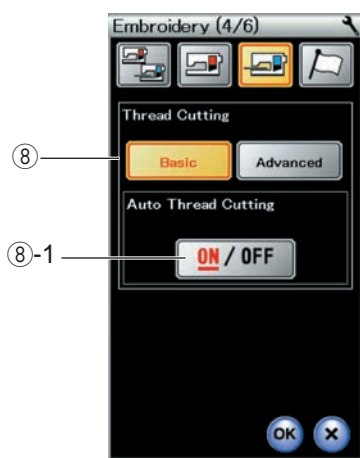 Embroidery (4/6)
Thread Cutting
⑧
Basic Advanced
Auto Thread Cutting
⑧-1
ON / OFF
OK X